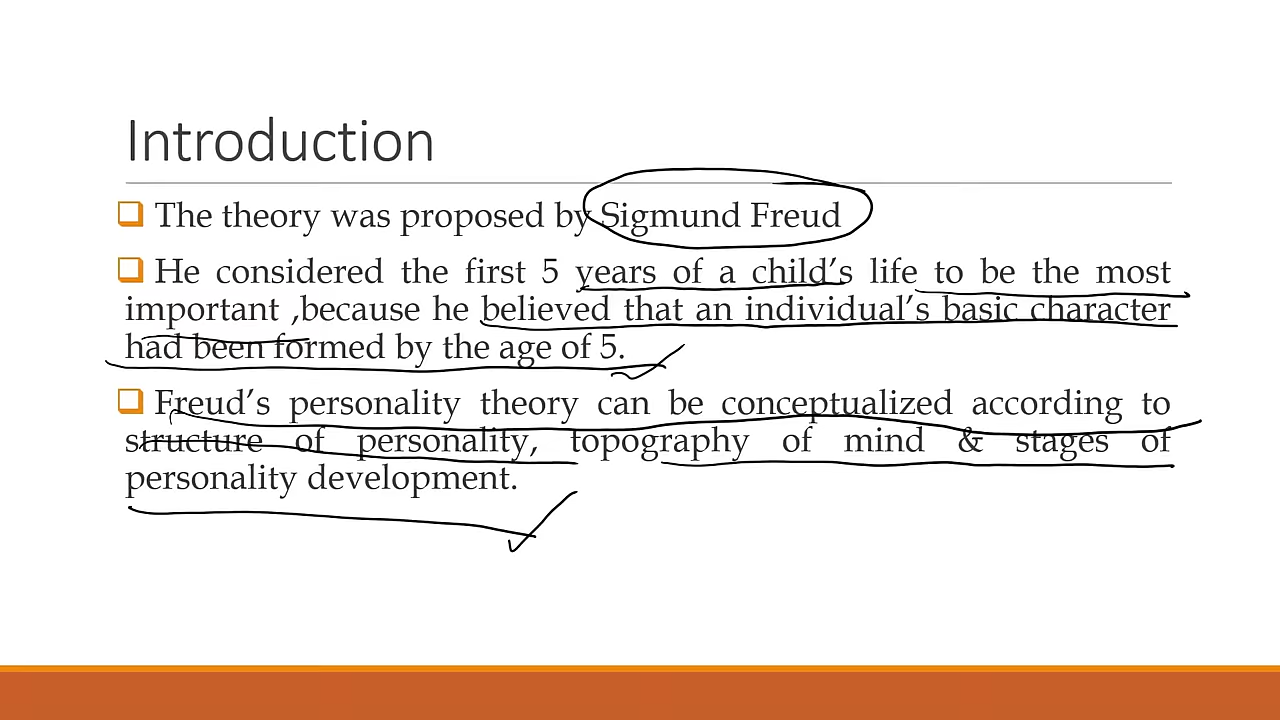 Introduction
The theory was proposed by Sigmund Freud
He considered the first 5 years of a child's life to be the most
important ,because he believed that an individual's basic character
had been formed by the age of 5.
Freud's personality theory can be conceptualized according to
structure of personality, topography of mind & stages of
personality development.